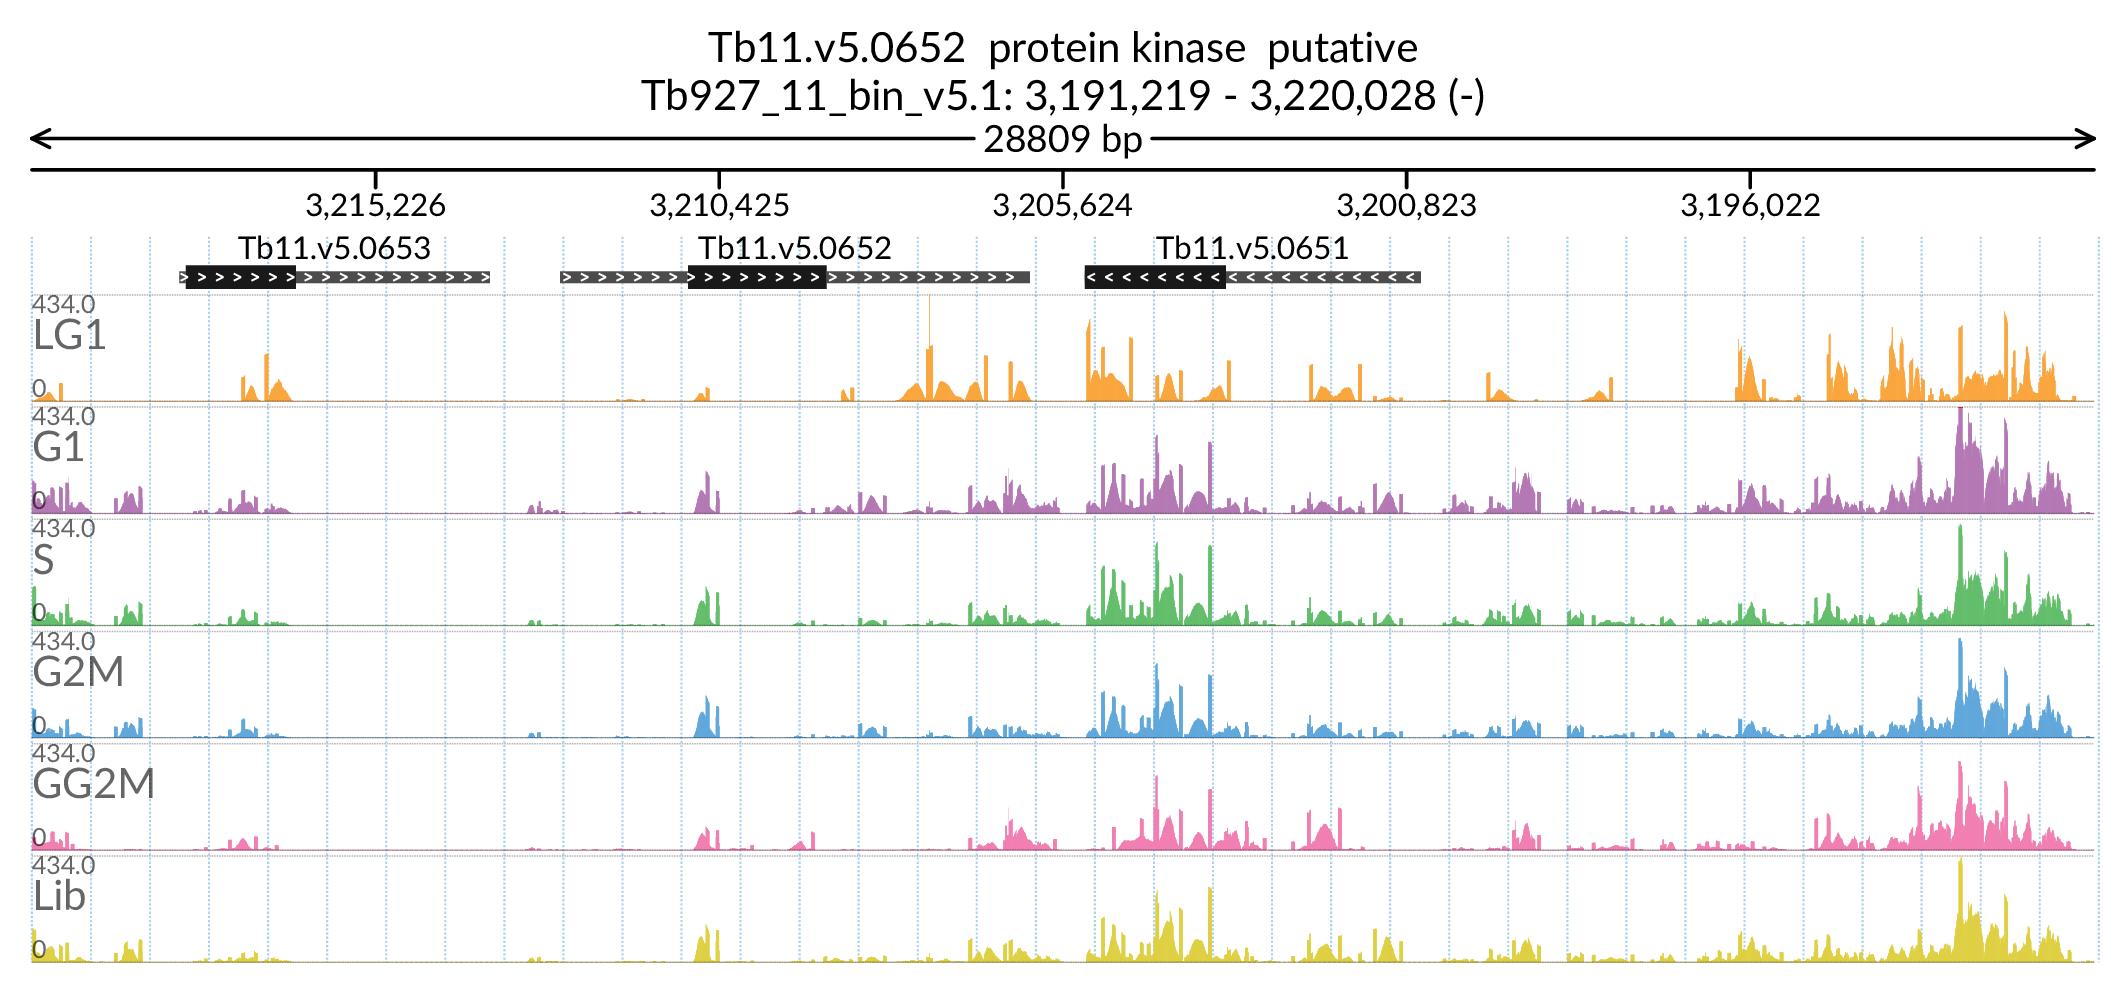 Tb11.v5.0652 protein kinase putative
Tb927_11_bin_v5.1: 3,191,219 - 3,220,028 (-)
28809 bp
3,215,226 3,210,425 3,205,624 3,200,823 3,196,022
Tb11.v5.0653 Tb11.v5.0652 Tb11.v5.0651
434.0
LG1
0
434.0
G1
0
434.0
S
0
434.0
G2M
0
434.0
GG2M
0
434.0
Lib
0